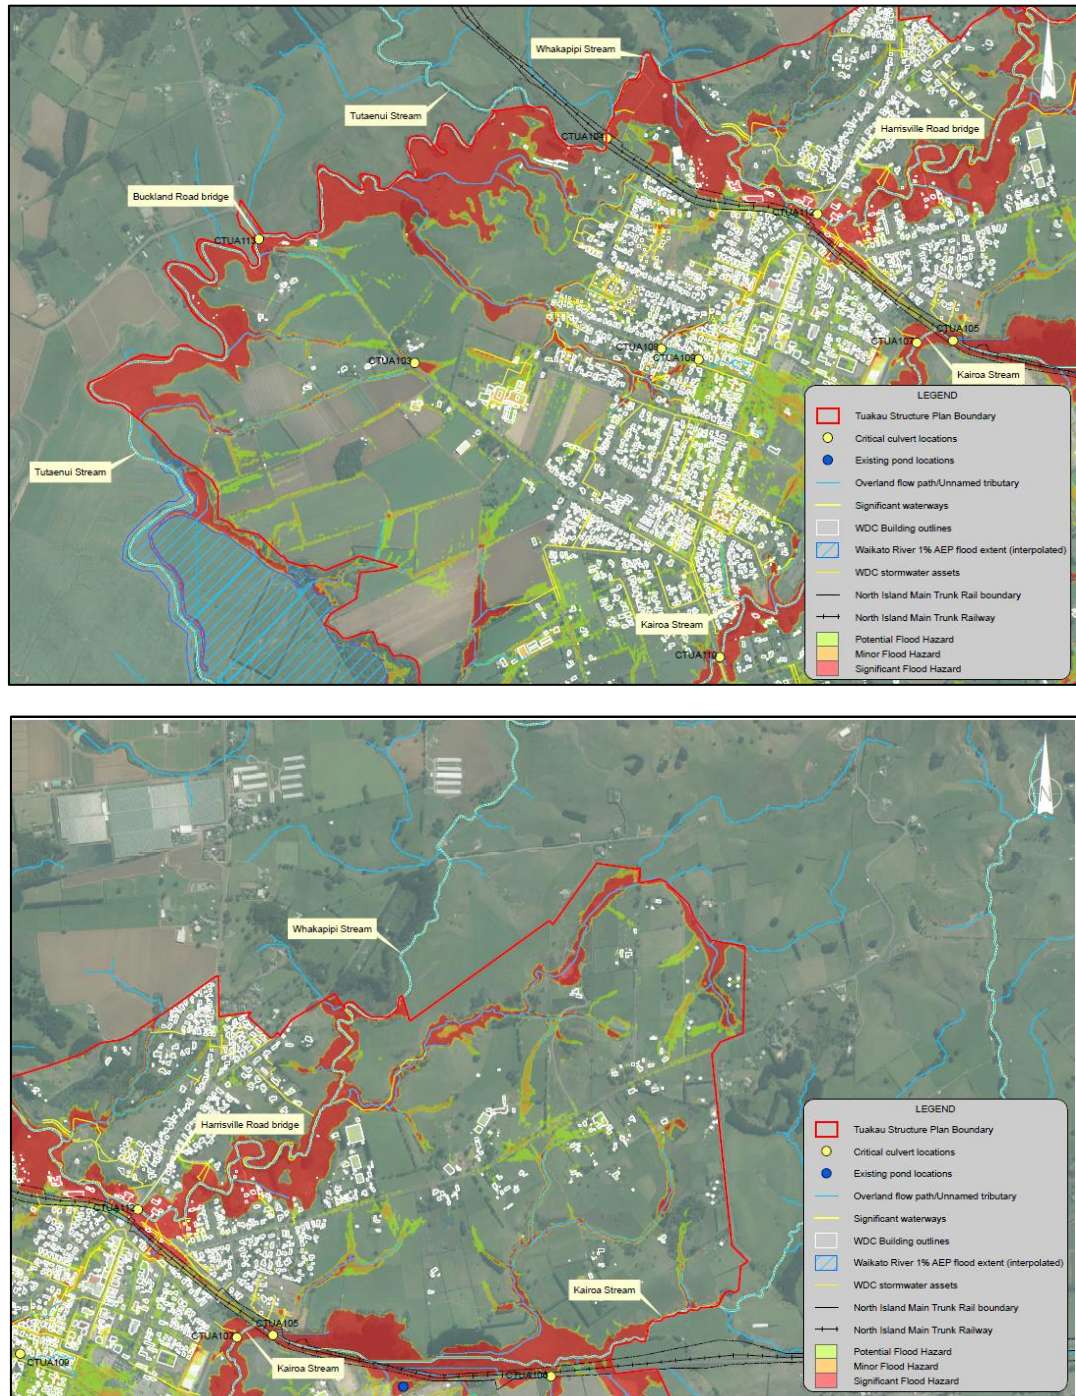 Whakapipi Stream
Tutaenui Stream
CTUA104
Harrisville Road bridge
N
Buckland Road bridge
CTUA113
CTUA112
CTUA103
CTUA108
CTUA109
CTUA107
CTUA105
Kairoa Stream
Tutaenui Stream
Kairoa Stream
CTUA110
LEGEND
Tuakau Structure Plan Boundary
Critical culvert locations
Existing pond locations
Overland flow path/Unnamed tributary
Significant waterways
WDC Building outlines
Waikato River 1% AEP flood extent (interpolated)
WDC stormwater assets
North Island Main Trunk Rail boundary
North Island Main Trunk Railway
Potential Flood Hazard
Minor Flood Hazard
Significant Flood Hazard
N
Whakapipi Stream
Harrisville Road bridge
CTUA112
Kairoa Stream
CTUA105
CTUA107
CTUA109
Kairoa Stream
CTUA106
LEGEND
Tuakau Structure Plan Boundary
Critical culvert locations
Existing pond locations
Overland flow path/Unnamed tributary
Significant waterways
WDC Building outlines
Waikato River 1% AEP flood extent (interpolated)
WDC stormwater assets
North Island Main Trunk Rail boundary
North Island Main Trunk Railway
Potential Flood Hazard
Minor Flood Hazard
Significant Flood Hazard